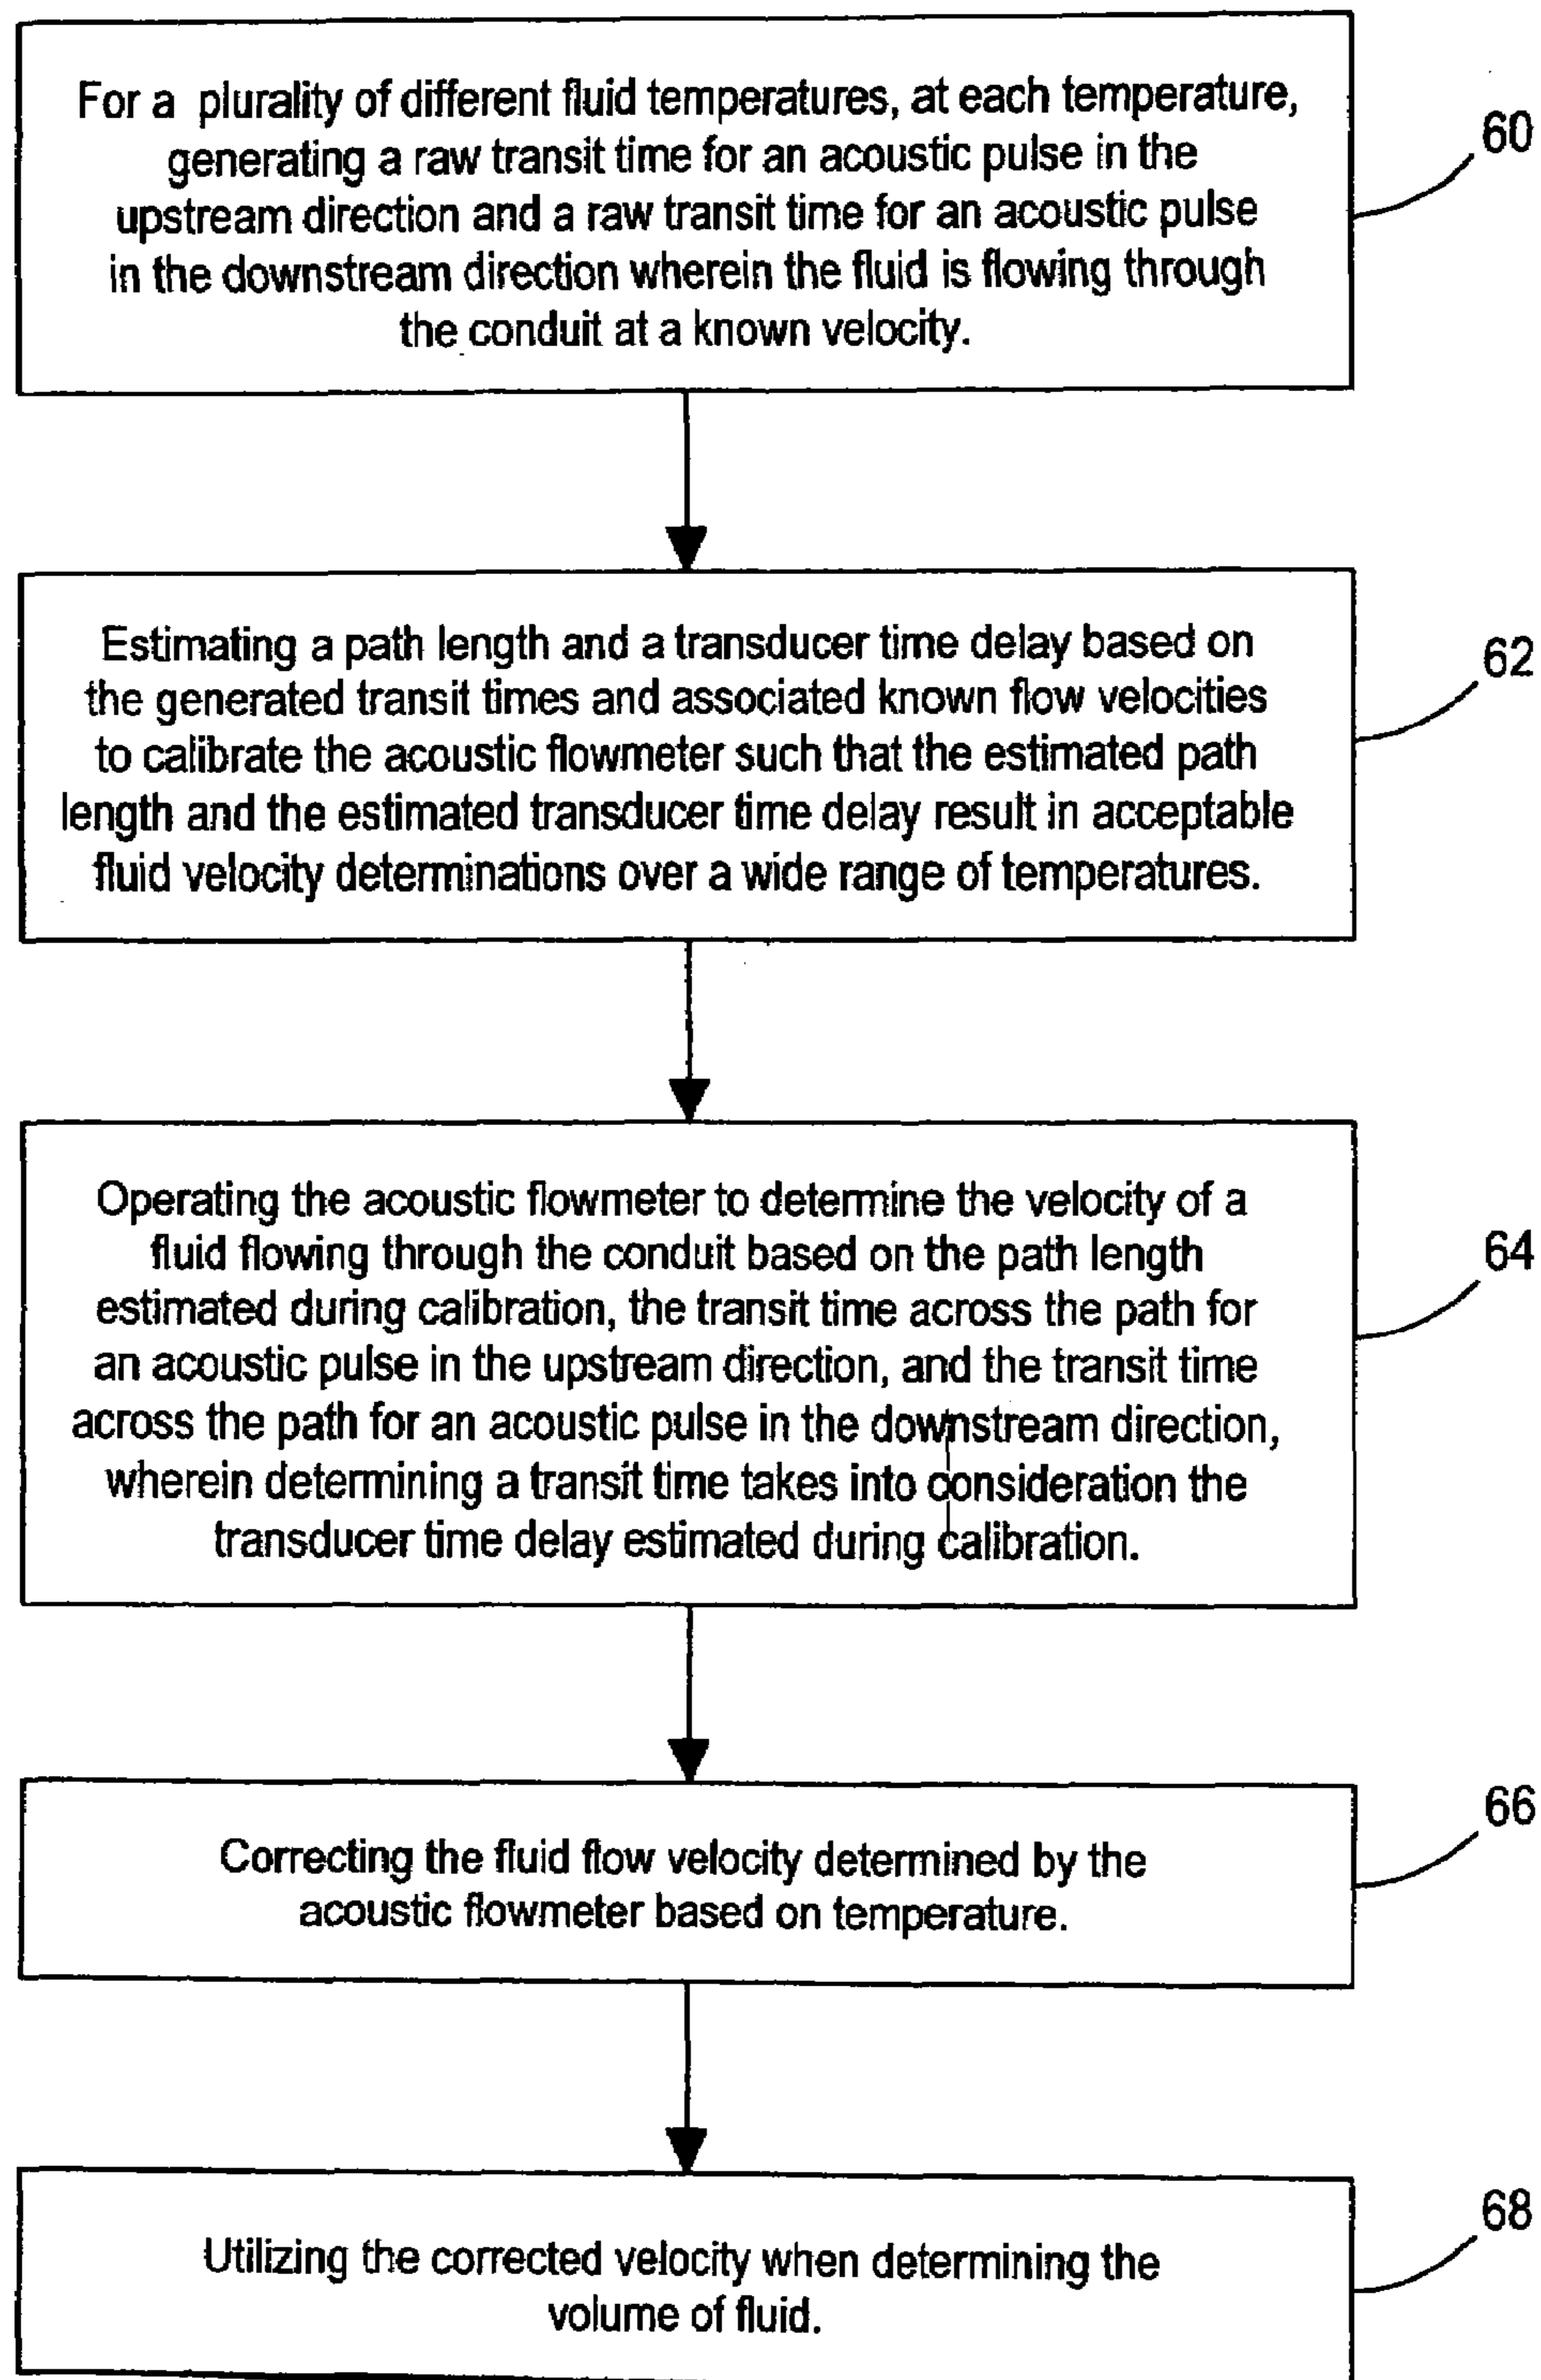 For a plurality of different fluid temperatures, at each temperature,
generating a raw transit time for an acoustic pulse in the
upstream direction and a raw transit time for an acoustic pulse
in the downstream direction wherein the fluid is flowing through
the conduit at a known velocity.
60
Estimating a path length and a transducer time delay based on
the generated transit times and associated known flow velocities
to calibrate the acoustic flowmeter such that the estimated path
length and the estimated transducer time delay result in acceptable
fluid velocity determinations over a wide range of temperatures.
62
Operating the acoustic flowmeter to determine the velocity of a
fluid flowing through the conduit based on the path length
estimated during calibration, the transit time across the path for
an acoustic pulse in the upstream direction, and the transit time
across the path for an acoustic pulse in the downstream direction,
wherein determining a transit time takes into consideration the
transducer time delay estimated during calibration.
64
Correcting the fluid flow velocity determined by the
acoustic flowmeter based on temperature.
66
Utilizing the corrected velocity when determining the
volume of fluid.
68